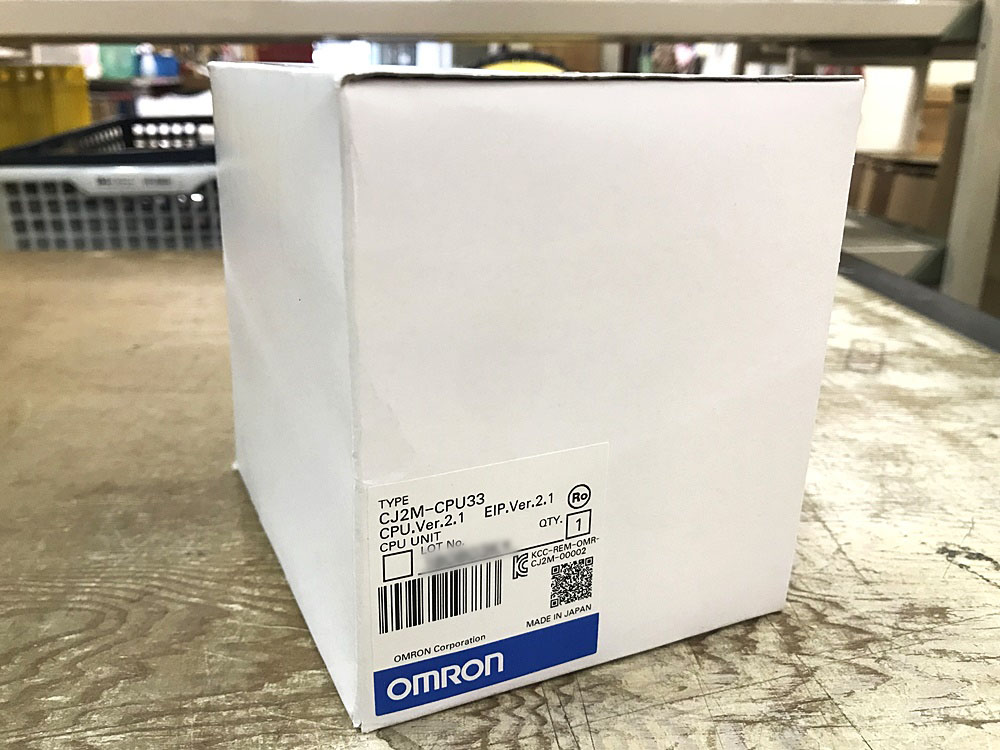 TYPE
CJ2M-CPU33
CPU.Ver.2.1 EIP.Ver.2.1
CPU UNIT
Ro
QTY. 1
LOT No.
KCC-REM-OMR-
CJ2M-00002
MADE IN JAPAN
OMRON Corporation
OMRON